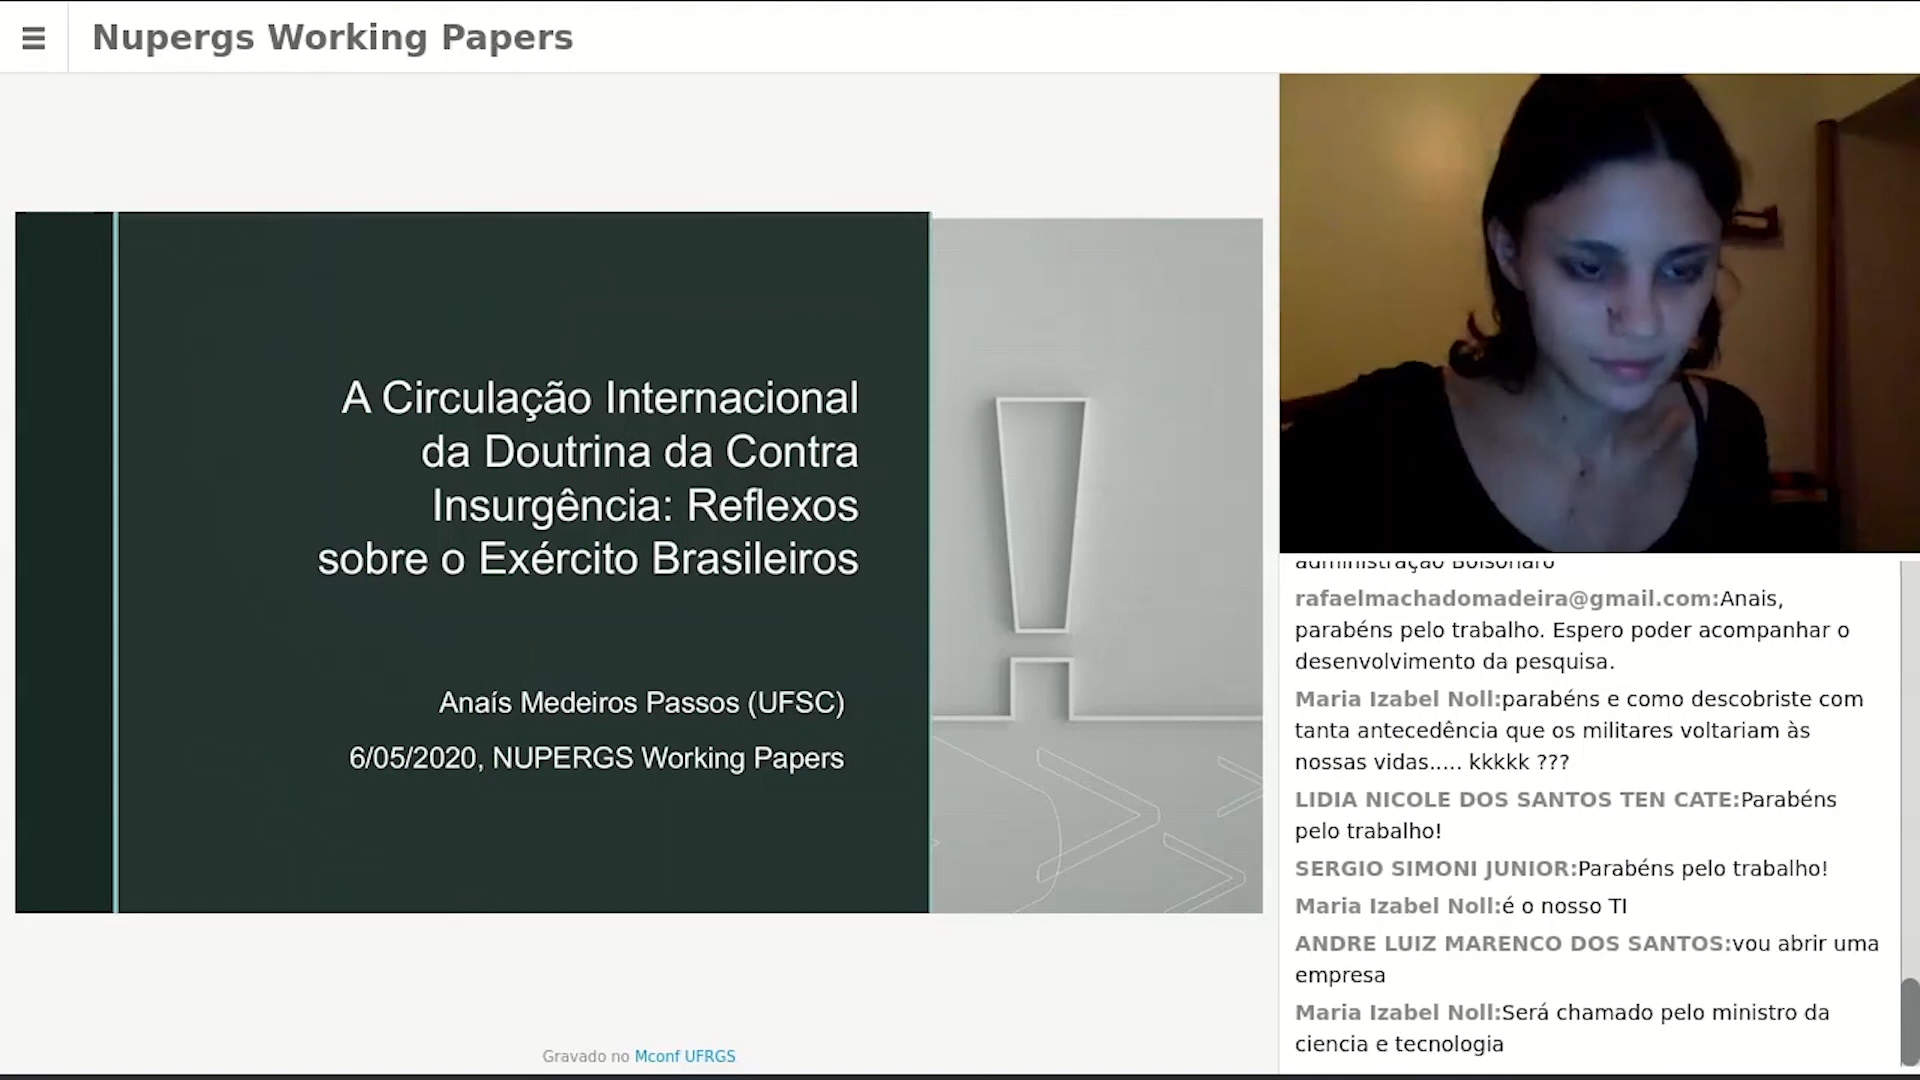 Nupergs Working Papers
A Circulação Internacional
da Doutrina da Contra
Insurgência: Reflexos
sobre o Exército Brasileiros
Anaís Medeiros Passos (UFSC)
6/05/2020, NUPERGS Working Papers
Gravado no Mconf UFRGS
administração Bolsonaro
rafaelmachadomadeira@gmail.com:Anais,
parabéns pelo trabalho. Espero poder acompanhar o
desenvolvimento da pesquisa.
Maria Izabel Noll:parabéns e como descobriste com
tanta antecedência que os militares voltariam às
nossas vidas..... kkkkk ???
LIDIA NICOLE DOS SANTOS TEN CATE:Parabéns
pelo trabalho!
SERGIO SIMONI JUNIOR:Parabéns pelo trabalho!
Maria Izabel Noll:é o nosso TI
ANDRE LUIZ MARENCO DOS SANTOS:vou abrir uma
empresa
Maria Izabel Noll:Será chamado pelo ministro da
ciencia e tecnologia